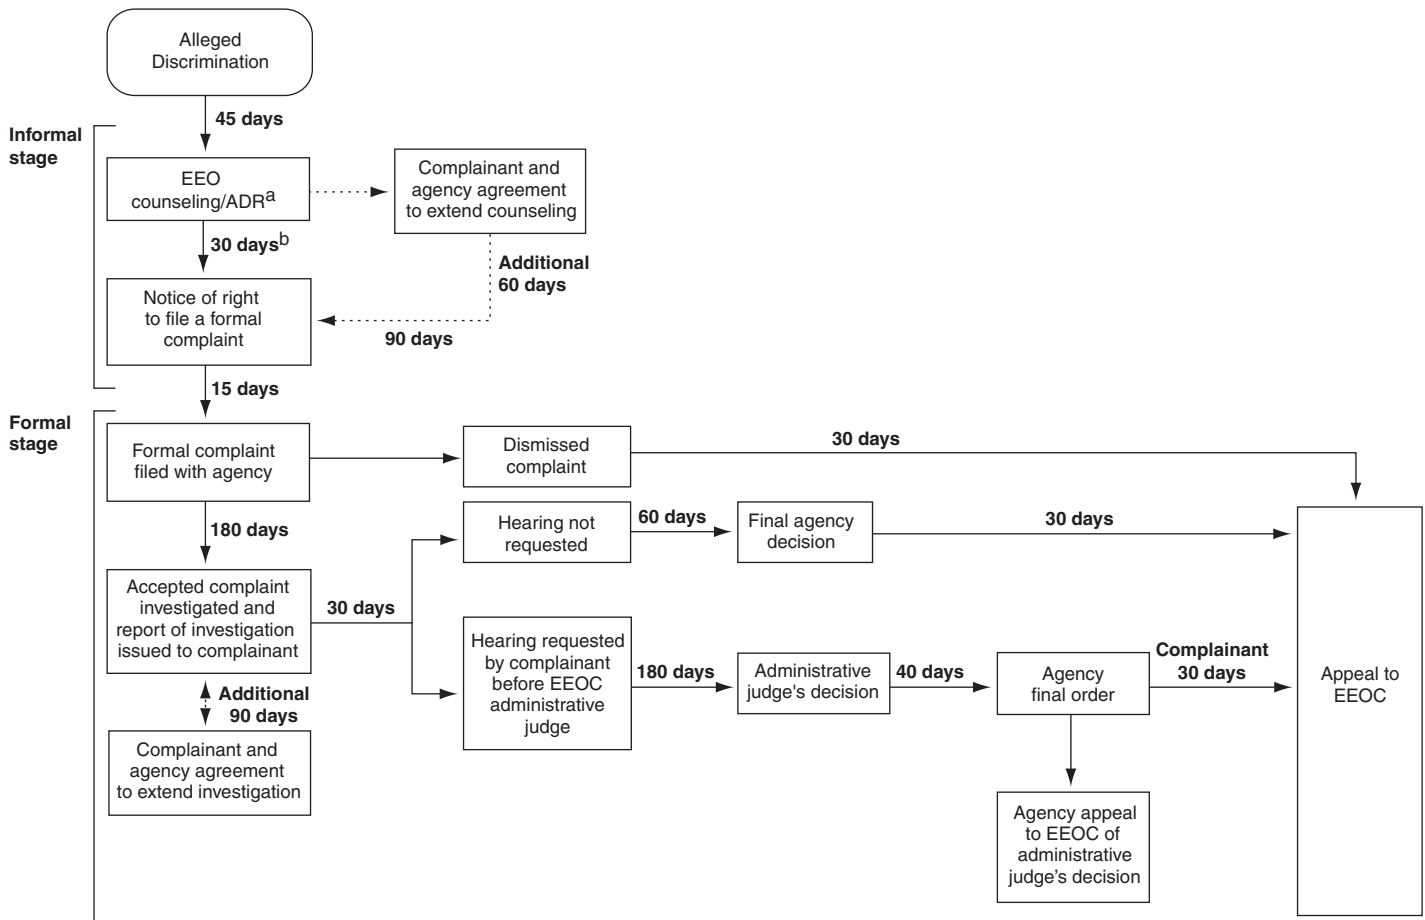 Alleged
Discrimination
45 days
Informal
stage
EEO
counseling/ADRa
Complainant and
agency agreement
to extend counseling
30 daysb
Additional
60 days
Notice of right
to file a formal
complaint
90 days
15 days
Formal
stage
Formal complaint
filed with agency
Dismissed
complaint
30 days
180 days
Hearing not
requested
60 days
Final agency
decision
30 days
Accepted complaint
investigated and
report of investigation
issued to complainant
30 days
Hearing requested
by complainant
before EEOC
administrative
judge
180 days
Administrative
judge's decision
40 days
Agency
final order
Complainant
30 days
Appeal to
EEOC
Additional
90 days
Complainant and
agency agreement
to extend investigation
Agency appeal
to EEOC of
administrative
judge's decision